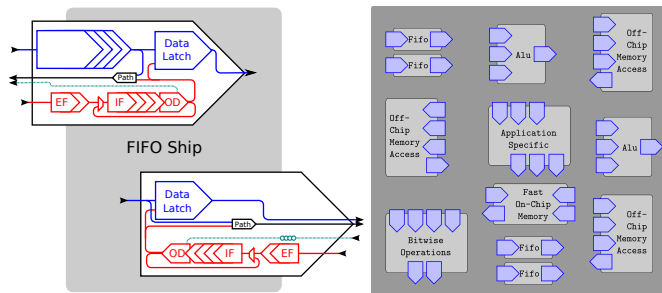 Data
Latch
Path
EF
IF
OD
FIFO Ship
Data
Latch
Path
OD
IF
EF
Fifo
Fifo
Alu
Off-
Chip
Memory
Access
Off-
Chip
Memory
Access
Application
Specific
Alu
Fast
On-Chip
Memory
Bitwise
Operations
Fifo
Fifo
Off-
Chip
Memory
Access